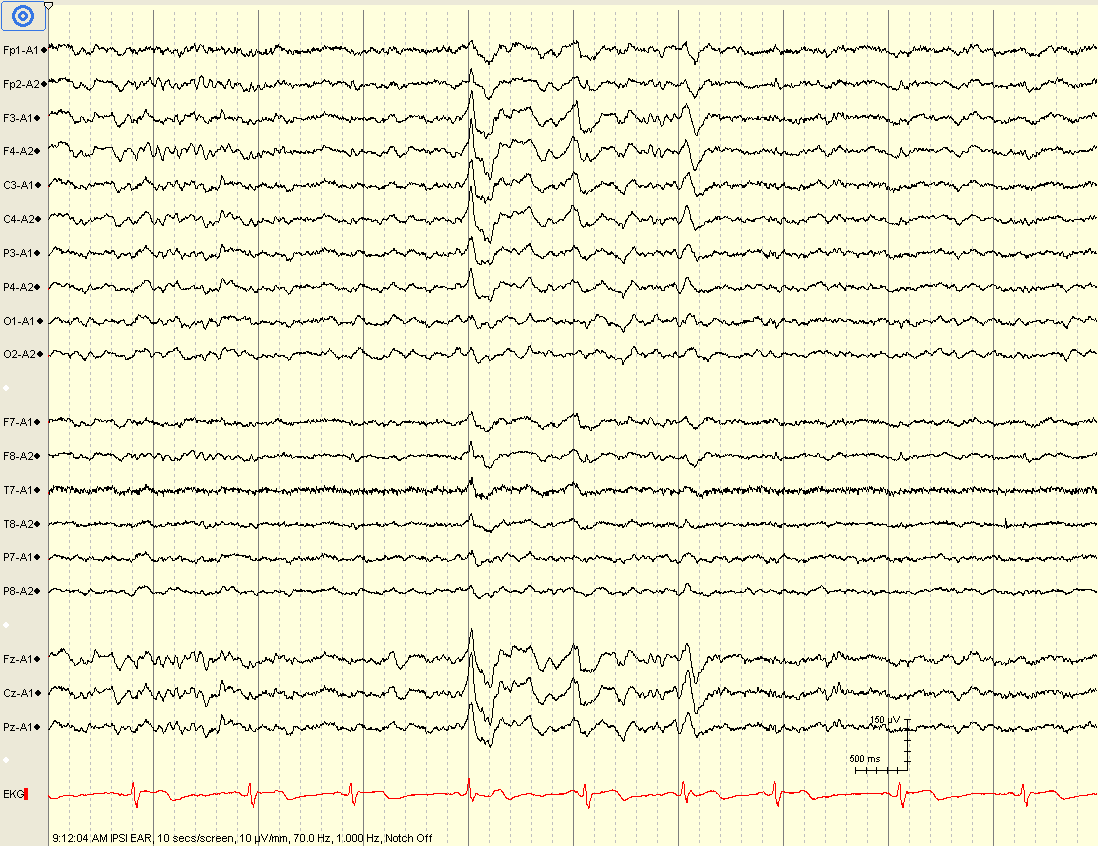 Fp1-A1
Fp2-A2
F3-A1
F4-A2
C3-A1
C4-A2
P3-A1
P4-A2
O1-A1
O2-A2
F7-A1
F8-A2
T7-A1
T8-A2
P7-A1
P8-A2
Fz-A1
Cz-A1
Pz-A1
150 µV
500 ms
EKG
9:12:04 AM IPSI EAR, 10 secs/screen, 10 µV/mm, 70.0 Hz, 1.000 Hz, Notch Off